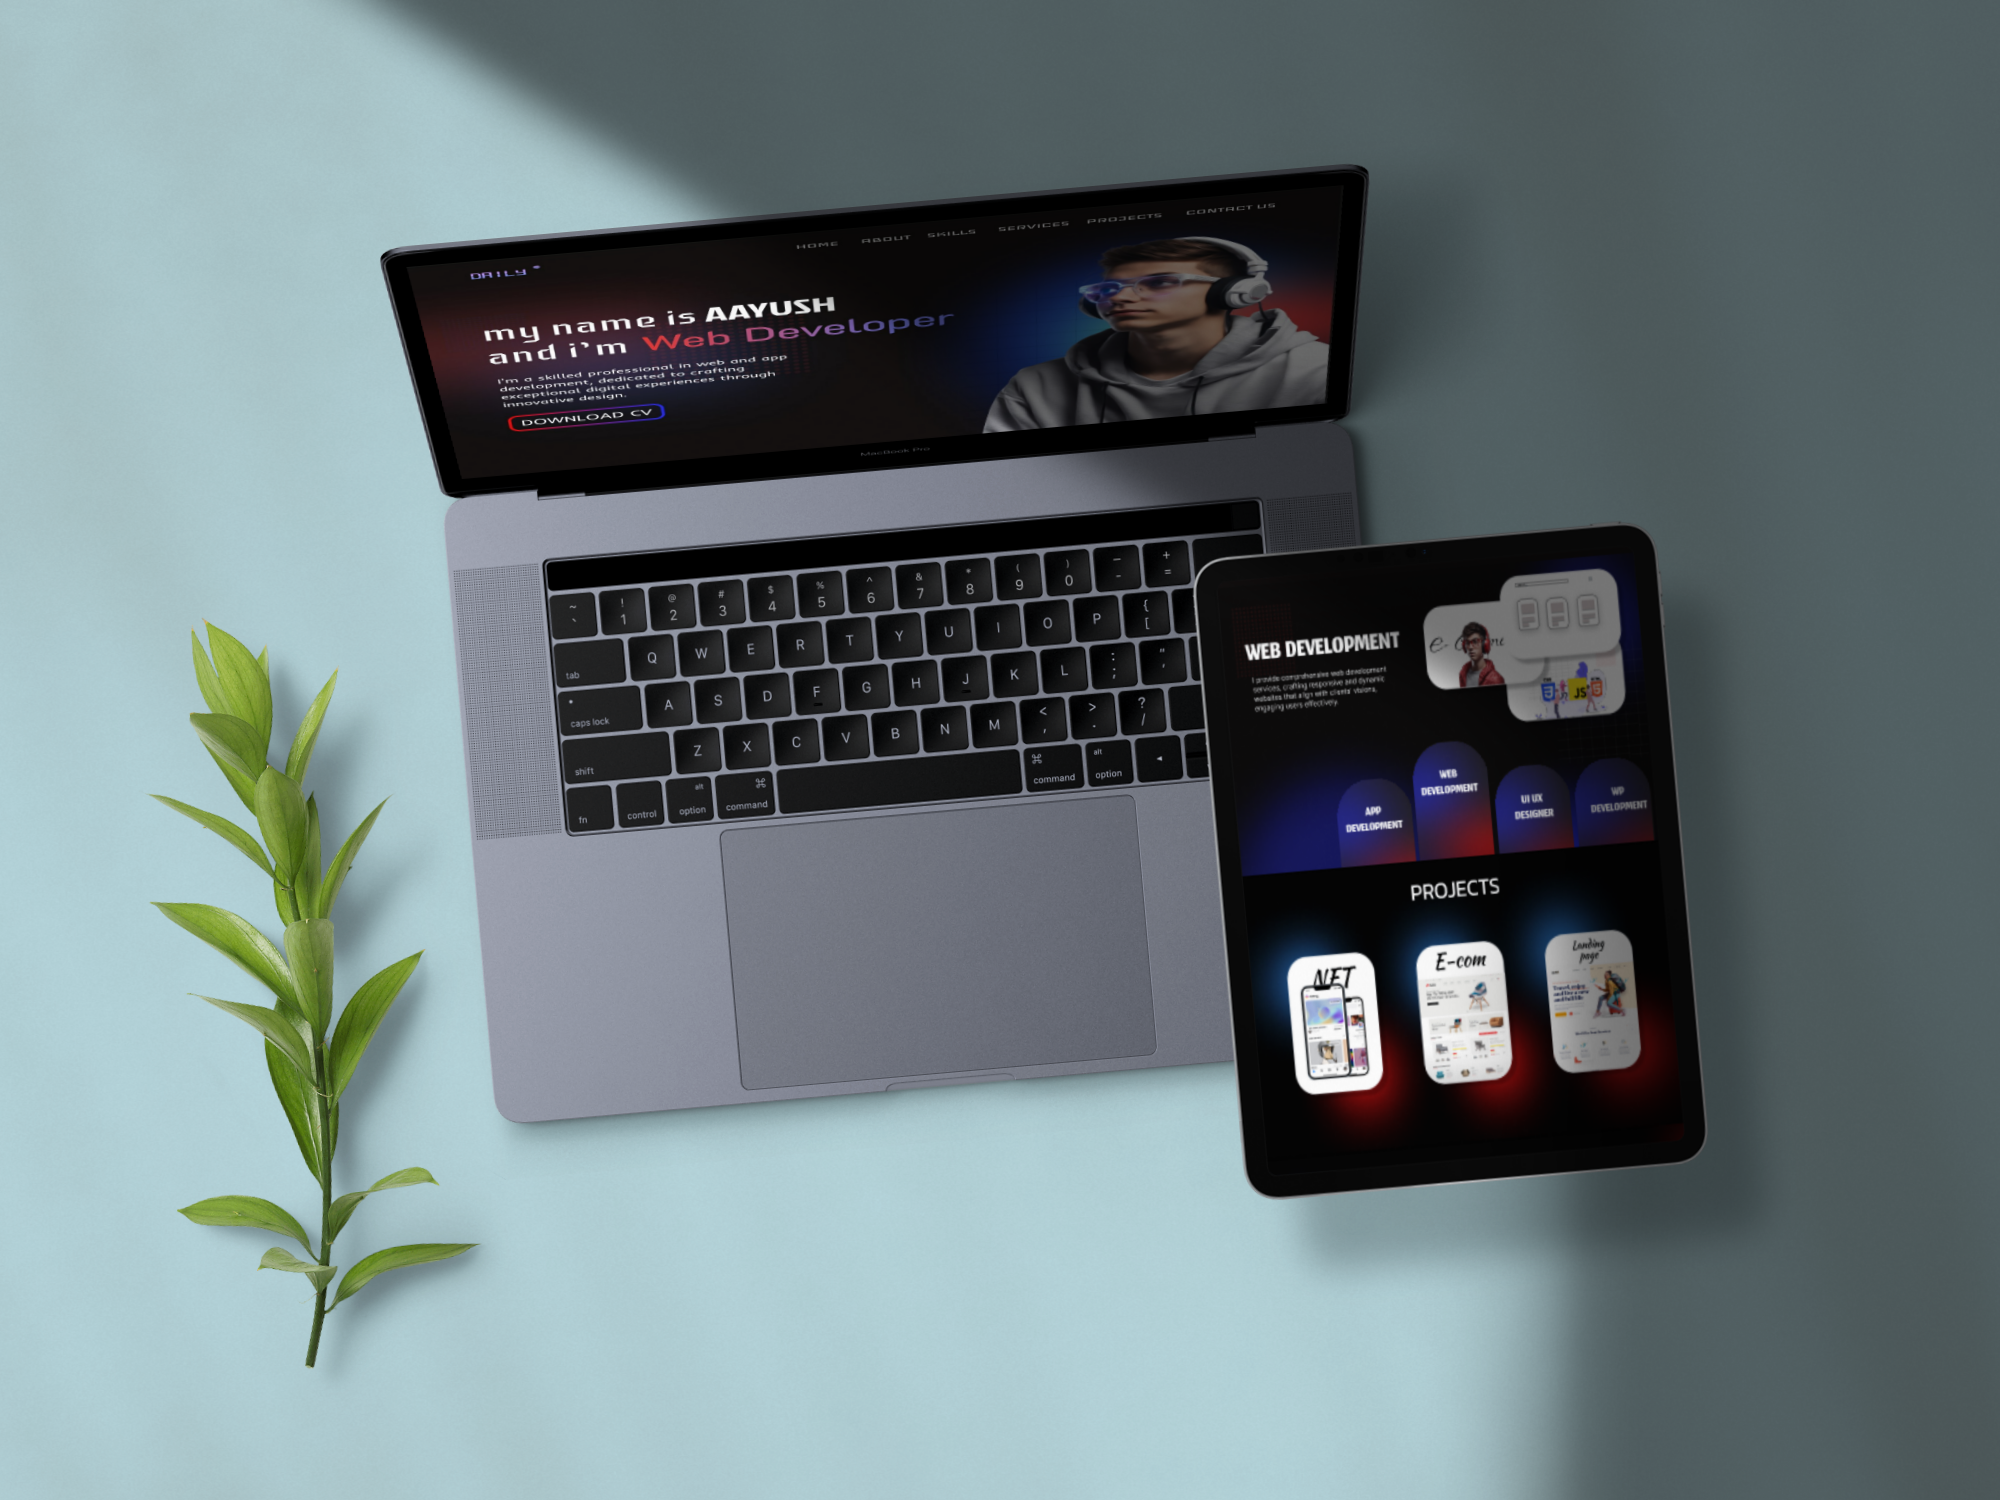 HOME ABOUT SKILLS SERVICES PROJECTS CONTACT US
DAILY
my name is AAYUSH
and i'm Web Developer
I'm a skilled professional in web and app
development, dedicated to crafting
exceptional digital experiences through
innovative design.
DOWNLOAD CV
MacBook Pro
~ ! @ # $ % ^ & * ( ) — +
` 1 2 3 4 5 6 7 8 9 0 - =
tab Q W E R T Y U I O P { [
caps lock A S D F G H J K L : ; " ,
shift Z X C V B N M < , > . ? /
fn control alt option ⌘ command ⌘ command alt option ◄
WEB DEVELOPMENT
I provide comprehensive web development
services, crafting responsive and dynamic
websites that align with clients' visions,
engaging users effectively.
JS
APP
DEVELOPMENT
WEB
DEVELOPMENT
UI UX
DESIGNER
WP
DEVELOPMENT
PROJECTS
NFT
E-com
Landing
page